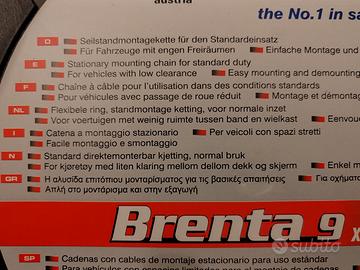 austria
the No.1 in sa
D Seilstandmontagekette für den Standardeinsatz
Für Fahrzeuge mit engen Freiräumen Einfache Montage und
E Stationary mounting chain for standard duty
For vehicles with low clearance Easy mounting and demounting
F Chaîne à câble pour l'utilisation dans des conditions standard
Pour véhicules avec passage de roue réduit Montage et démontag
NL Flexibele ring, standmontage ketting, voor normale inzet
Voor voertuigen met weinig ruimte tussen band en wielkast Eenvou
I Catena a montaggio stazionario Per veicoli con spazi stretti
Facile montaggio e smontaggio
N Standard direktemonterbar kjetting, normal bruk
For kjøretøy med liten klaring mellom dekk og skjerm Enkel m
GR Η αλυσίδα επιτόπιου μονταρίσματος για τις βασικές απαιτήσεις Για οχήματα
Απλή στο μοντάρισμα και στην εξαγωγή
Brenta 9 X
subito
SP Cadenas con cables de montaje estacionario para uso estándar
Para vehículos con